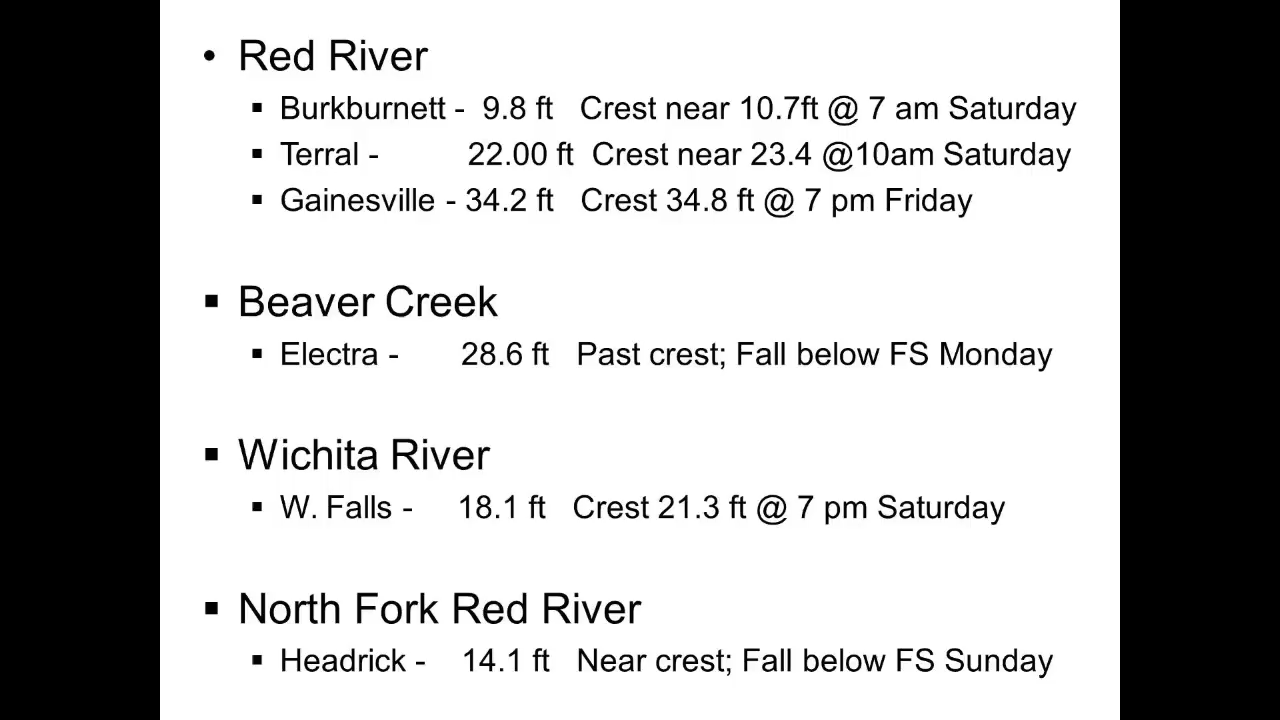 • Red River
▪ Burkburnett - 9.8 ft Crest near 10.7ft @ 7 am Saturday
▪ Terral - 22.00 ft Crest near 23.4 @10am Saturday
▪ Gainesville - 34.2 ft Crest 34.8 ft @ 7 pm Friday
▪ Beaver Creek
▪ Electra - 28.6 ft Past crest; Fall below FS Monday
▪ Wichita River
▪ W. Falls - 18.1 ft Crest 21.3 ft @ 7 pm Saturday
▪ North Fork Red River
▪ Headrick - 14.1 ft Near crest; Fall below FS Sunday